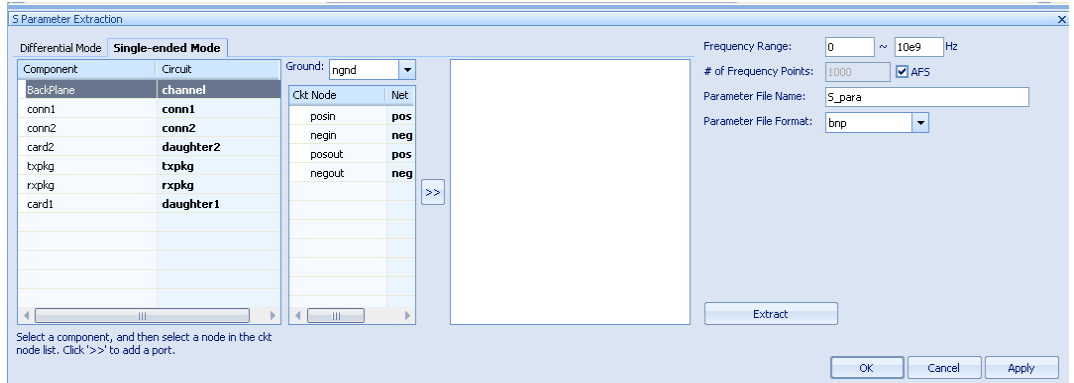 S Parameter Extraction
Differential Mode Single-ended Mode
Component Circuit
BackPlane channel
conn1 conn1
conn2 conn2
card2 daughter2
txpkg txpkg
rxpkg rxpkg
card1 daughter1
Ground: ngnd
Ckt Node Net
posin pos
negin neg
posout pos
negout neg
>>
Frequency Range: 0 ~ 10e9 Hz
# of Frequency Points: 1000 AFS
Parameter File Name: S_para
Parameter File Format: bnp
Extract
Select a component, and then select a node in the ckt
node list. Click '>>' to add a port.
OK Cancel Apply